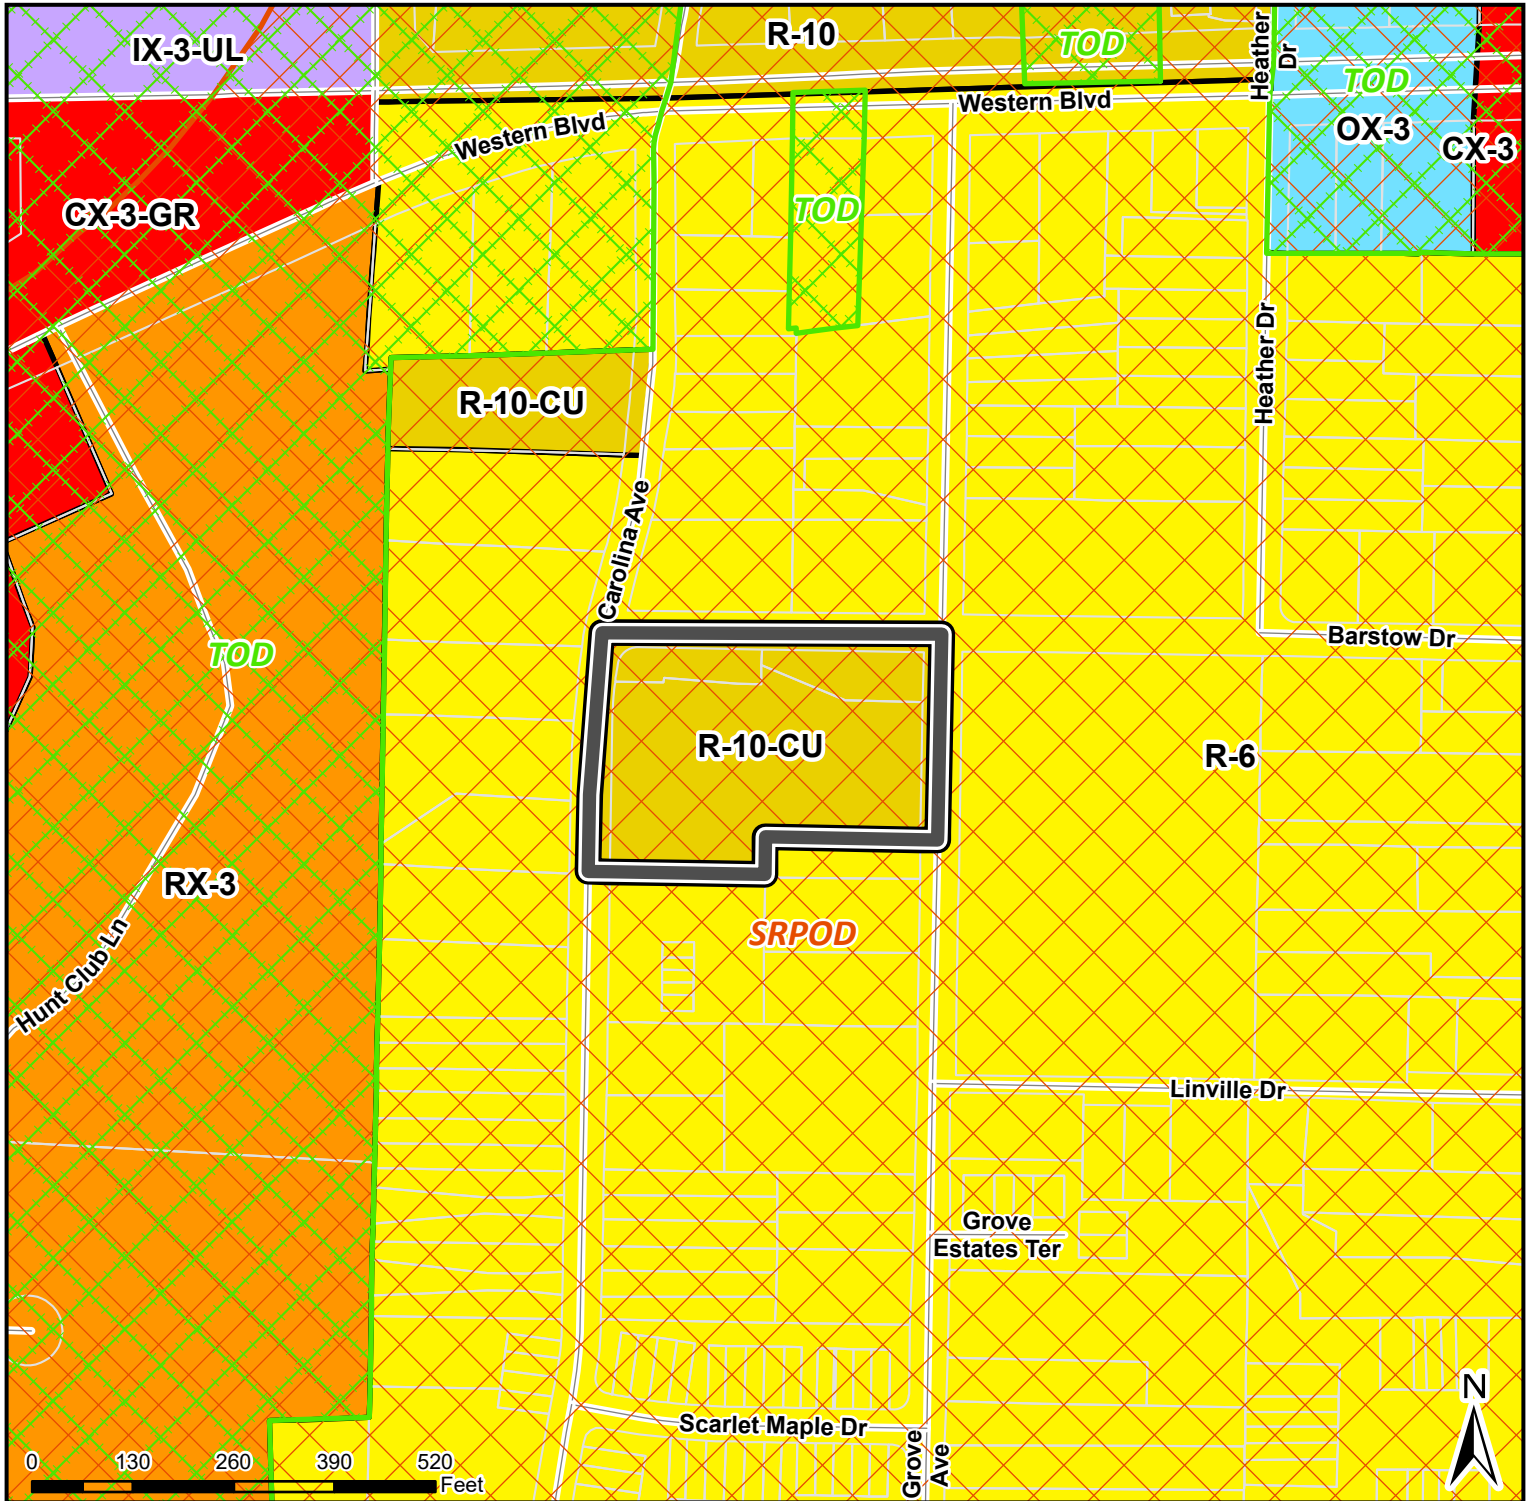 IX-3-UL
R-10
TOD
Heather
Dr
TOD
Western Blvd
Western Blvd
OX-3
CX-3
CX-3-GR
TOD
Heather Dr
R-10-CU
Carolina Ave
Barstow Dr
TOD
R-10-CU
R-6
RX-3
SRPOD
Hunt Club Ln
Linville Dr
Grove
Estates Ter
Scarlet Maple Dr
Grove
Ave
N
0 130 260 390 520
Feet